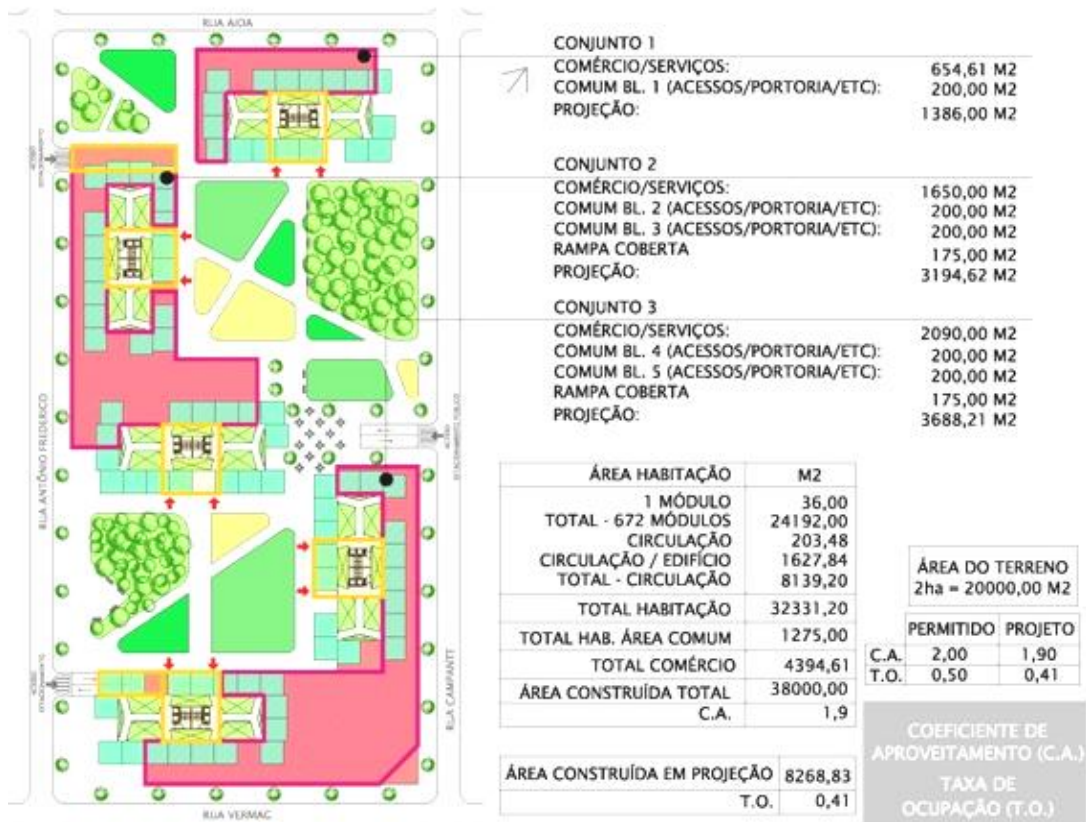 RUA AJOA
CONJUNTO 1
COMÉRCIO/SERVIÇOS: 654,61 M2
COMUM BL. 1 (ACESSOS/PORTORIA/ETC): 200,00 M2
PROJEÇÃO: 1386,00 M2
CONJUNTO 2
COMÉRCIO/SERVIÇOS: 1650,00 M2
COMUM BL. 2 (ACESSOS/PORTORIA/ETC): 200,00 M2
COMUM BL. 3 (ACESSOS/PORTORIA/ETC): 200,00 M2
RAMPA COBERTA 175,00 M2
PROJEÇÃO: 3194,62 M2
CONJUNTO 3
COMÉRCIO/SERVIÇOS: 2090,00 M2
COMUM BL. 4 (ACESSOS/PORTORIA/ETC): 200,00 M2
COMUM BL. 5 (ACESSOS/PORTORIA/ETC): 200,00 M2
RAMPA COBERTA 175,00 M2
PROJEÇÃO: 3688,21 M2
ACESSO
ESTACIONAMENTO
ACESSO
ESTACIONAMENTO PÚBLICO
RUA ANTÔNIO FREDERICO
ACESSO
ESTACIONAMENTO
RUA CAMPANTT
RUA VERMAC
ÁREA HABITAÇÃO M2
1 MÓDULO 36,00
TOTAL - 672 MÓDULOS 24192,00
CIRCULAÇÃO 203,48
CIRCULAÇÃO / EDIFÍCIO 1627,84
TOTAL - CIRCULAÇÃO 8139,20
TOTAL HABITAÇÃO 32331,20
TOTAL HAB. ÁREA COMUM 1275,00
TOTAL COMÉRCIO 4394,61
ÁREA CONSTRUÍDA TOTAL 38000,00
C.A. 1,9
ÁREA CONSTRUÍDA EM PROJEÇÃO 8268,83
T.O. 0,41
ÁREA DO TERRENO
2ha = 20000,00 M2
PERMITIDO PROJETO
C.A. 2,00 1,90
T.O. 0,50 0,41
COEFICIENTE DE
APROVEITAMENTO (C.A.)
TAXA DE
OCUPAÇÃO (T.O.)